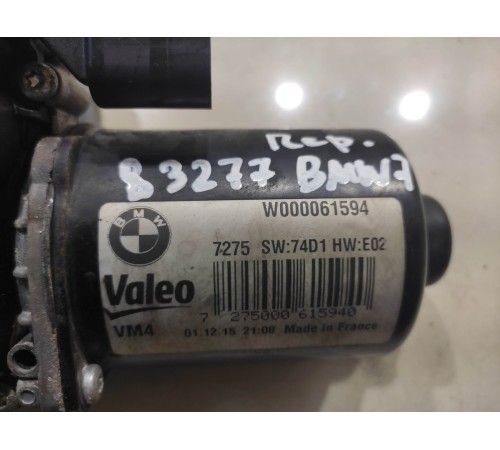 Пер.
83277 BMW7
W000061594
BMW
7275 SW:74D1 HW:E02
Valeo
7 275000 615940
VM4 01.12.15 21:08 Made in France